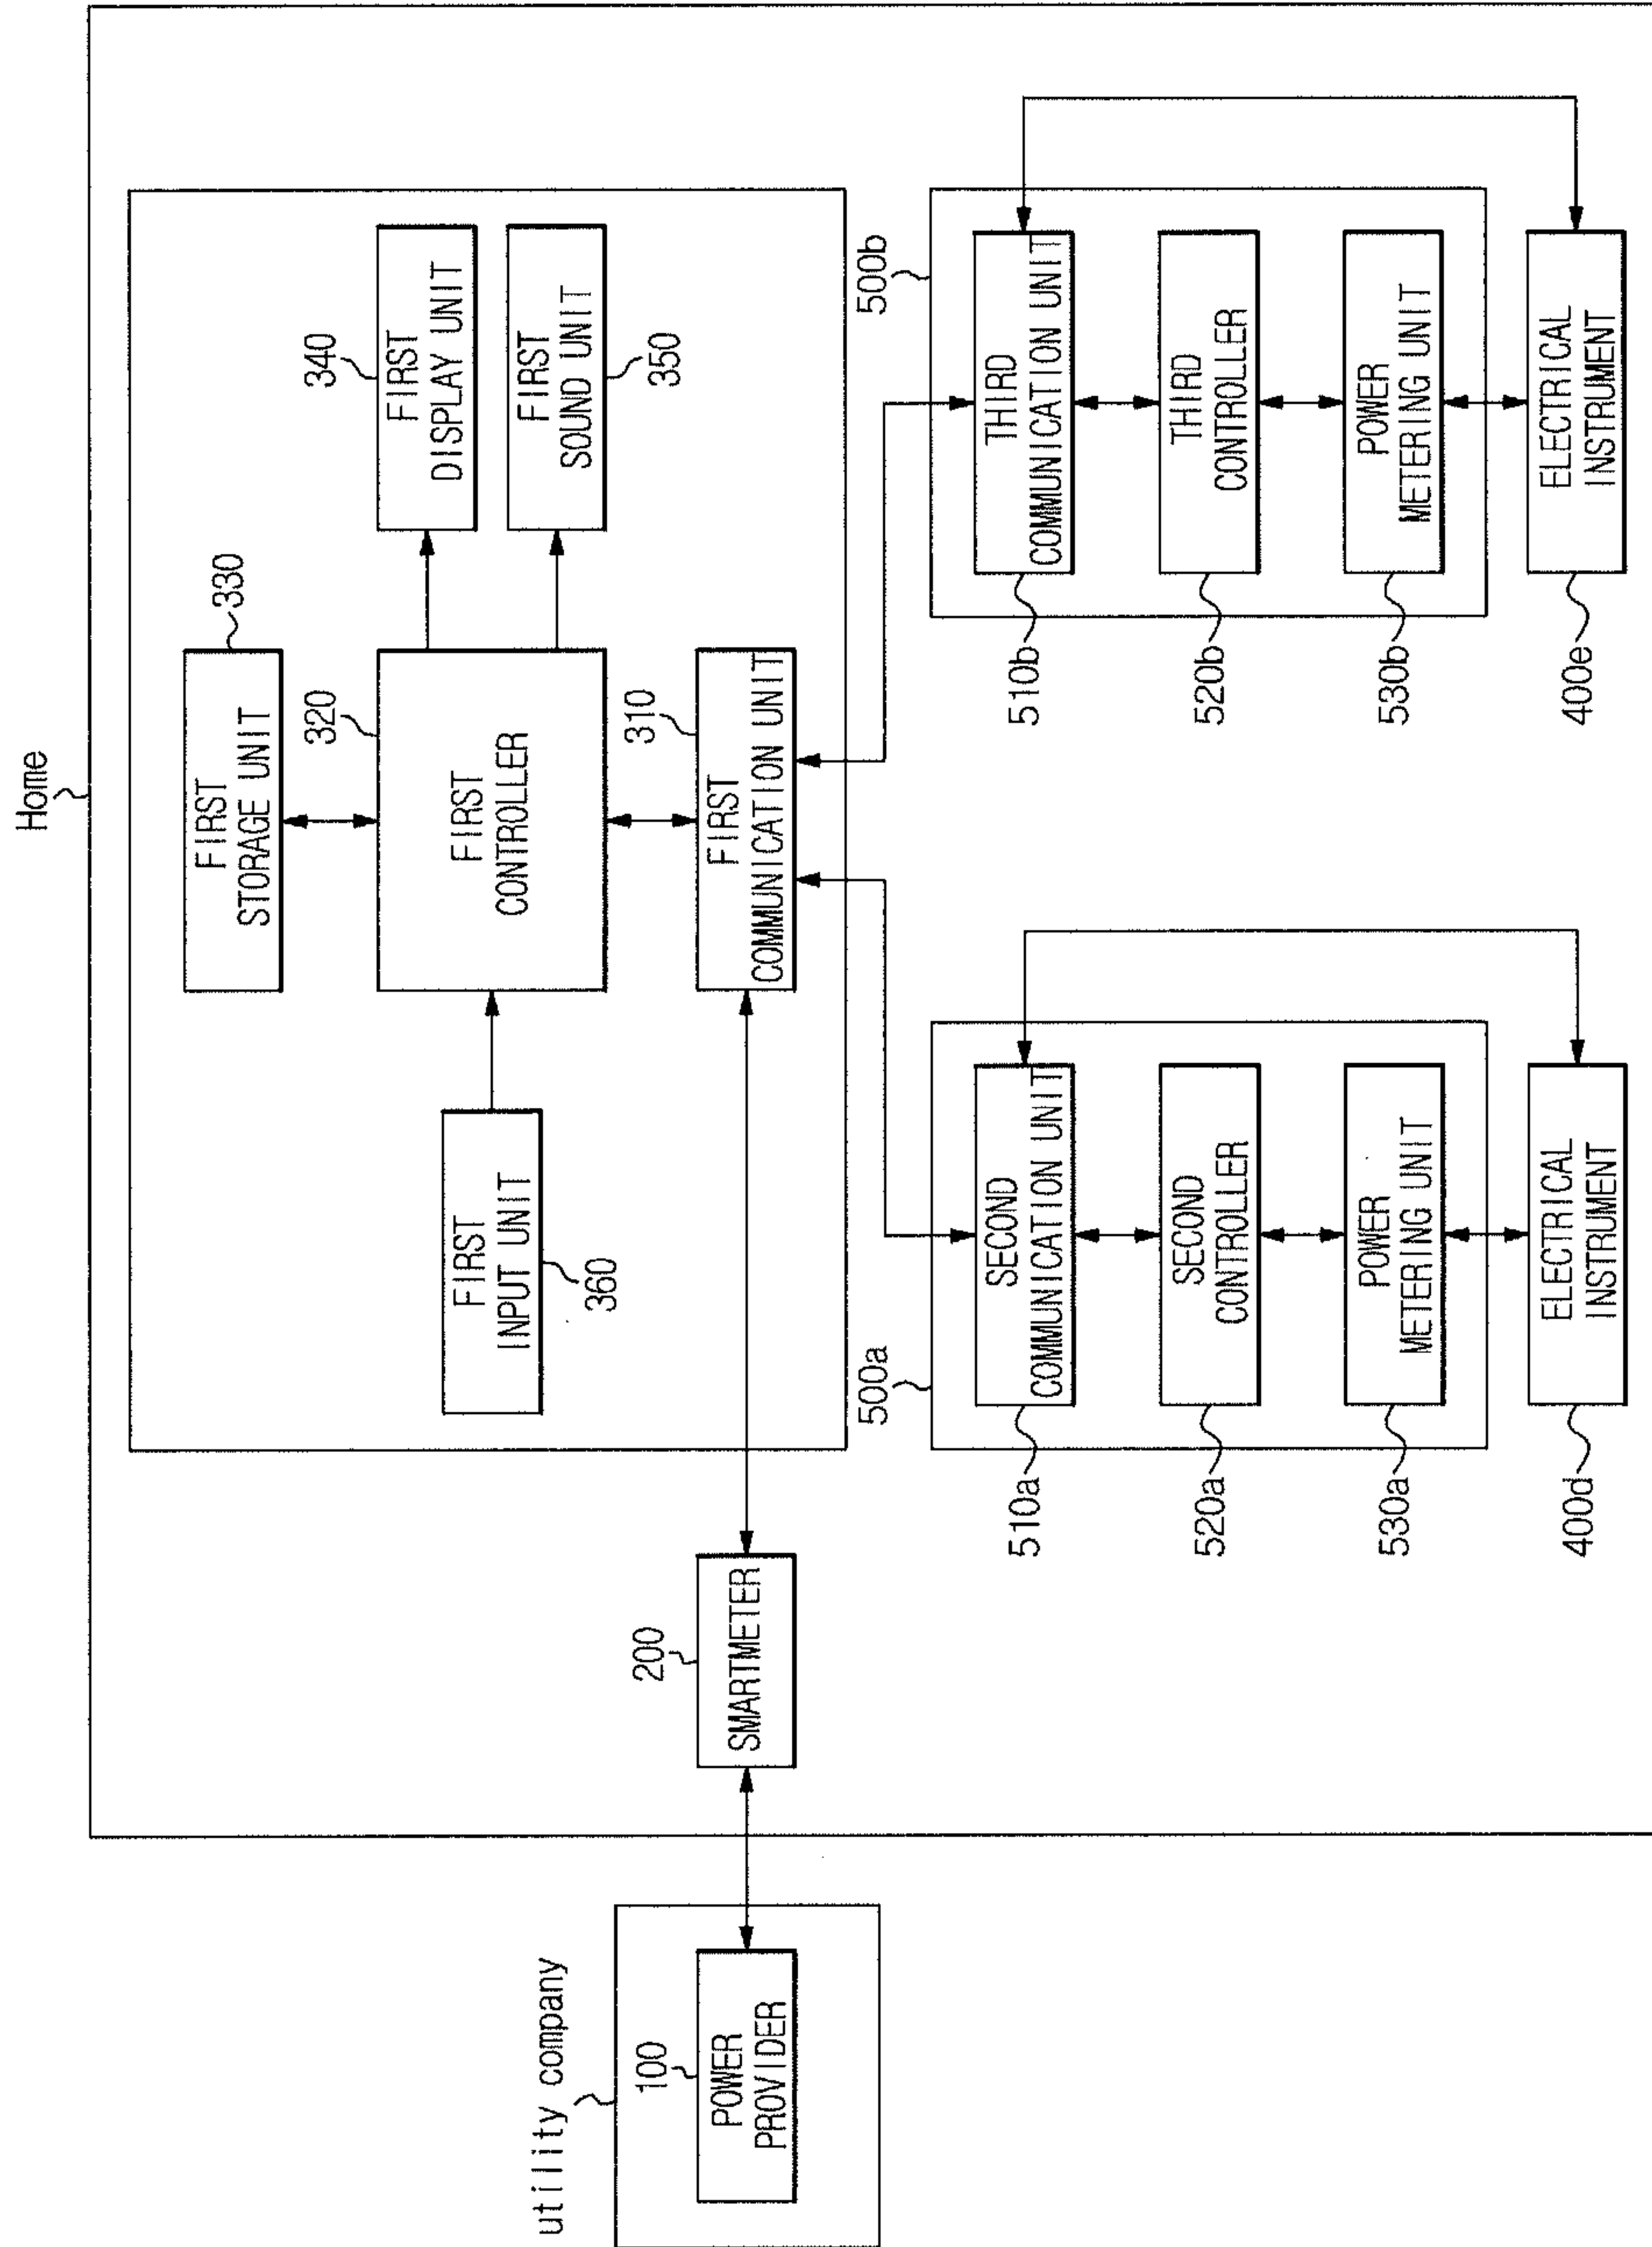 Home
utility company
100
POWER
PROVIDER
200
SMARTMETER
FIRST
STORAGE UNIT
330
320
FIRST
CONTROLLER
340
FIRST
DISPLAY UNIT
FIRST
SOUND UNIT
350
FIRST
INPUT UNIT
360
310
FIRST
COMMUNICATION UNIT
500a
510a
SECOND
COMMUNICATION UNIT
520a
SECOND
CONTROLLER
530a
POWER
METERING UNIT
400d
ELECTRICAL
INSTRUMENT
500b
510b
THIRD
COMMUNICATION UNIT
520b
THIRD
CONTROLLER
530b
POWER
METERING UNIT
400e
ELECTRICAL
INSTRUMENT